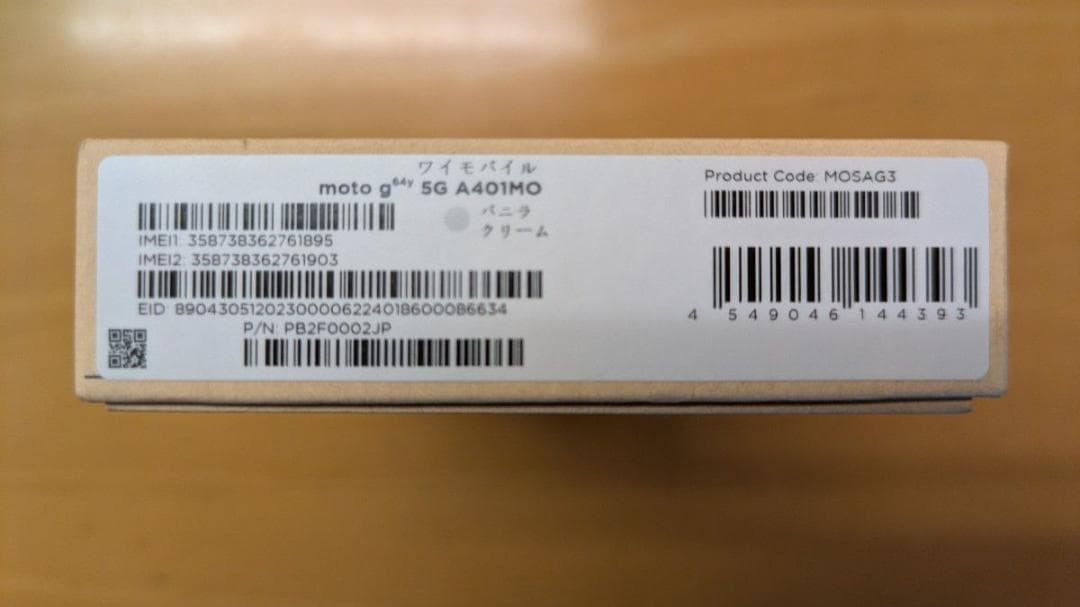 ワイモバイル
moto g64y 5G A401MO
バニラ
クリーム
IMEI1: 358738362761895
IMEI2: 358738362761903
EID: 89043051202300006224018600086634
P/N: PB2F0002JP
Product Code: MOSAG3
4 549046 144393